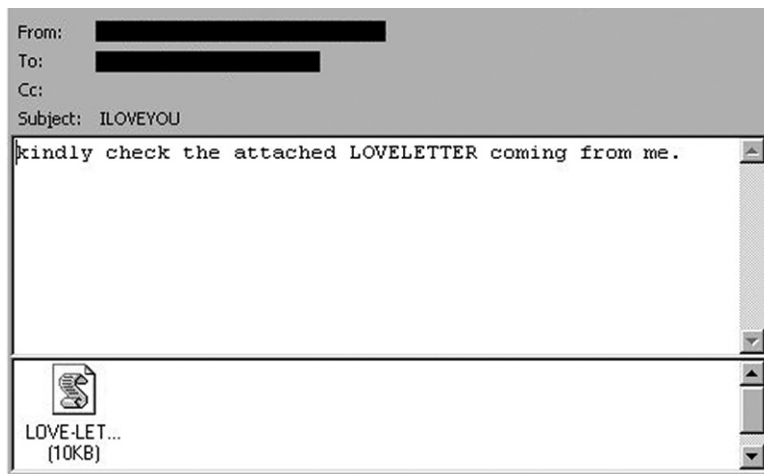 From:
To:
Cc:
Subject: ILOVEYOU
kindly check the attached LOVELETTER coming from me.
LOVE-LET...
(10KB)